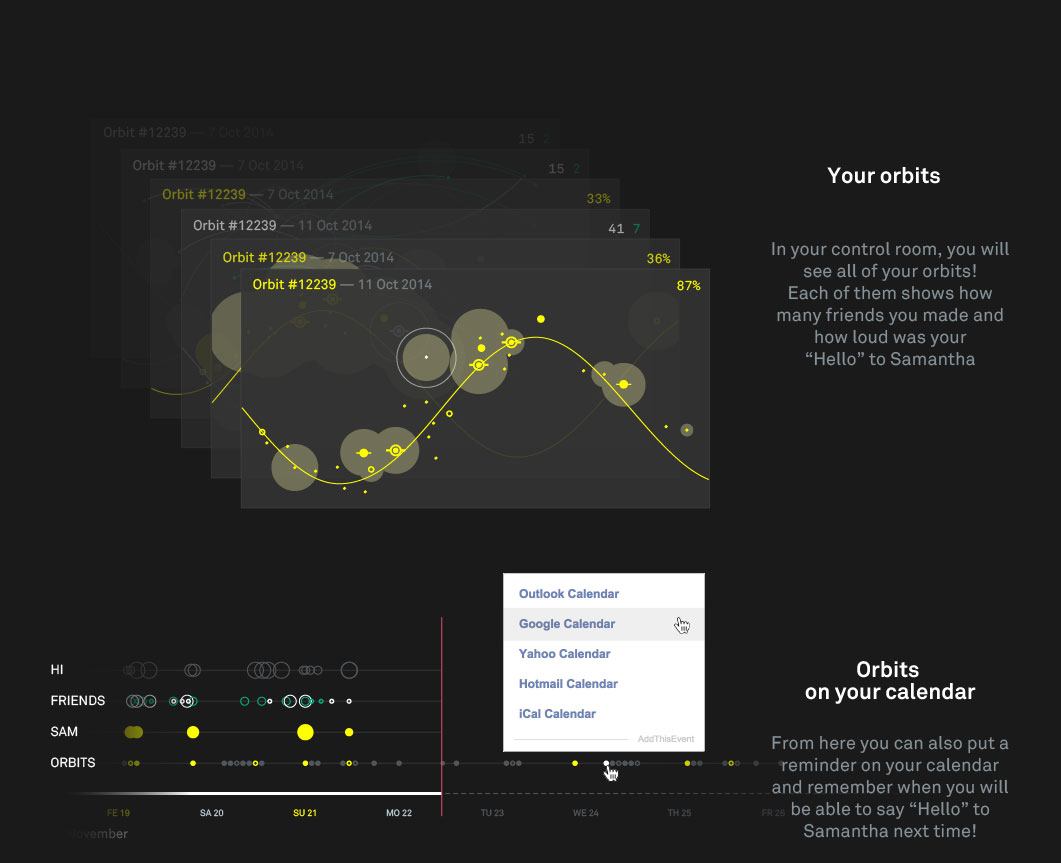 Orbit #12239 — 7 Oct 2014
15 2
Orbit #12239 — 7 Oct 2014
15 2
Orbit #12239 — 7 Oct 2014
33%
Orbit #12239 — 11 Oct 2014
41 7
Orbit #12239 — 7 Oct 2014
36%
Orbit #12239 — 11 Oct 2014
87%
Your orbits
In your control room, you will
see all of your orbits!
Each of them shows how
many friends you made and
how loud was your
“Hello” to Samantha
Outlook Calendar
Google Calendar
Yahoo Calendar
Hotmail Calendar
iCal Calendar
AddThisEvent
HI
FRIENDS
SAM
ORBITS
FE 19
SA 20
SU 21
MO 22
TU 23
WE 24
TH 25
FR 26
November
Orbits
on your calendar
From here you can also put a
reminder on your calendar
and remember when you will
be able to say “Hello” to
Samantha next time!